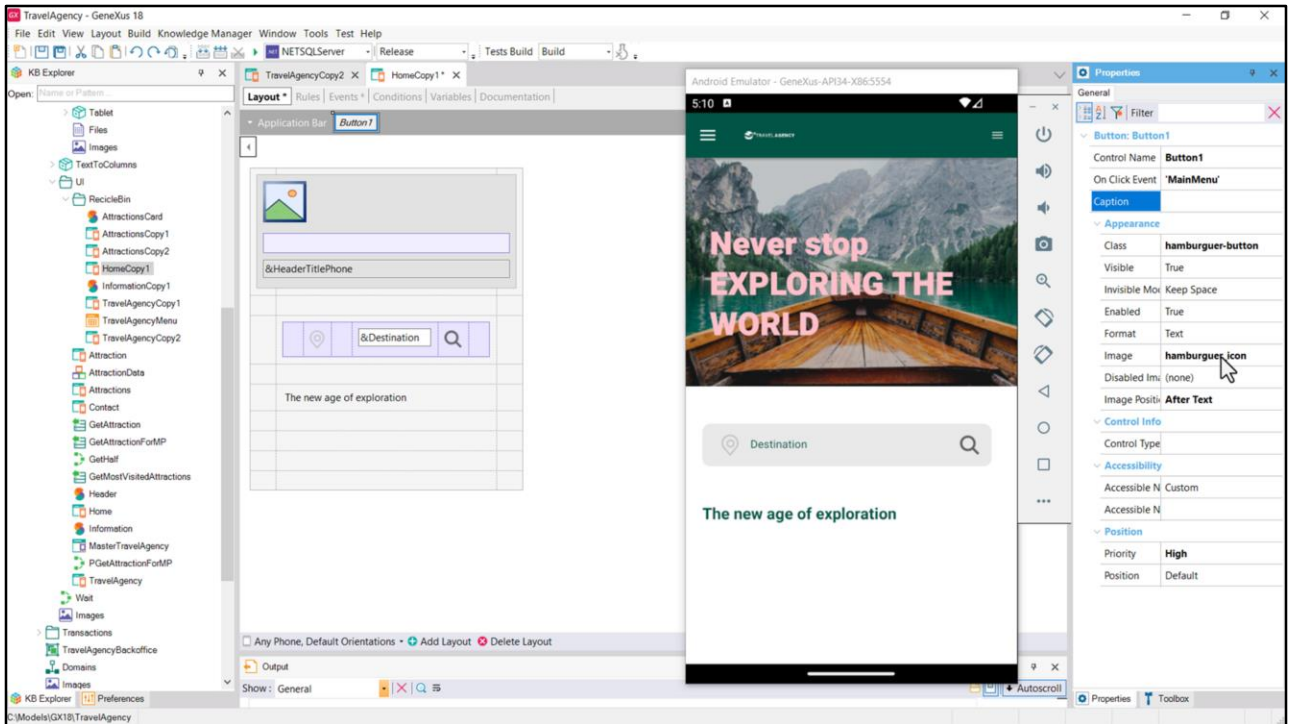 GX TravelAgency - GeneXus 18
File Edit View Layout Build Knowledge Manager Window Tools Test Help
NETSQLServer Release Tests Build Build
KB Explorer
Open: Name or Pattern...
Tablet
Files
Images
TextToColumns
UI
RecicleBin
AttractionsCard
AttractionsCopy1
AttractionsCopy2
HomeCopy1
InformationCopy1
TravelAgencyCopy1
TravelAgencyMenu
TravelAgencyCopy2
Attraction
AttractionData
Attractions
Contact
GetAttraction
GetAttractionForMP
GetHalf
GetMostVisitedAttractions
Header
Home
Information
MasterTravelAgency
PGetAttractionForMP
TravelAgency
Wait
Images
Transactions
TravelAgencyBackoffice
Domains
Images
KB Explorer Preferences
C:\Models\GX18\TravelAgency
TravelAgencyCopy2 X HomeCopy1* X
Layout * Rules Events * Conditions Variables Documentation
Application Bar Button1
&HeaderTitlePhone
&Destination
The new age of exploration
Any Phone, Default Orientations Add Layout Delete Layout
Output
Show: General
Autoscroll
Android Emulator - GeneXus-API34-X86:5554
5:10
TRAVEL AGENCY
Never stop
EXPLORING THE
WORLD
Destination
The new age of exploration
Properties
General
Filter
Button: Button1
Control Name Button1
On Click Event 'MainMenu'
Caption
Appearance
Class hamburguer-button
Visible True
Invisible Mo Keep Space
Enabled True
Format Text
Image hamburguer icon
Disabled Ima (none)
Image Positi After Text
Control Info
Control Type
Accessibility
Accessible N Custom
Accessible N
Position
Priority High
Position Default
Properties Toolbox